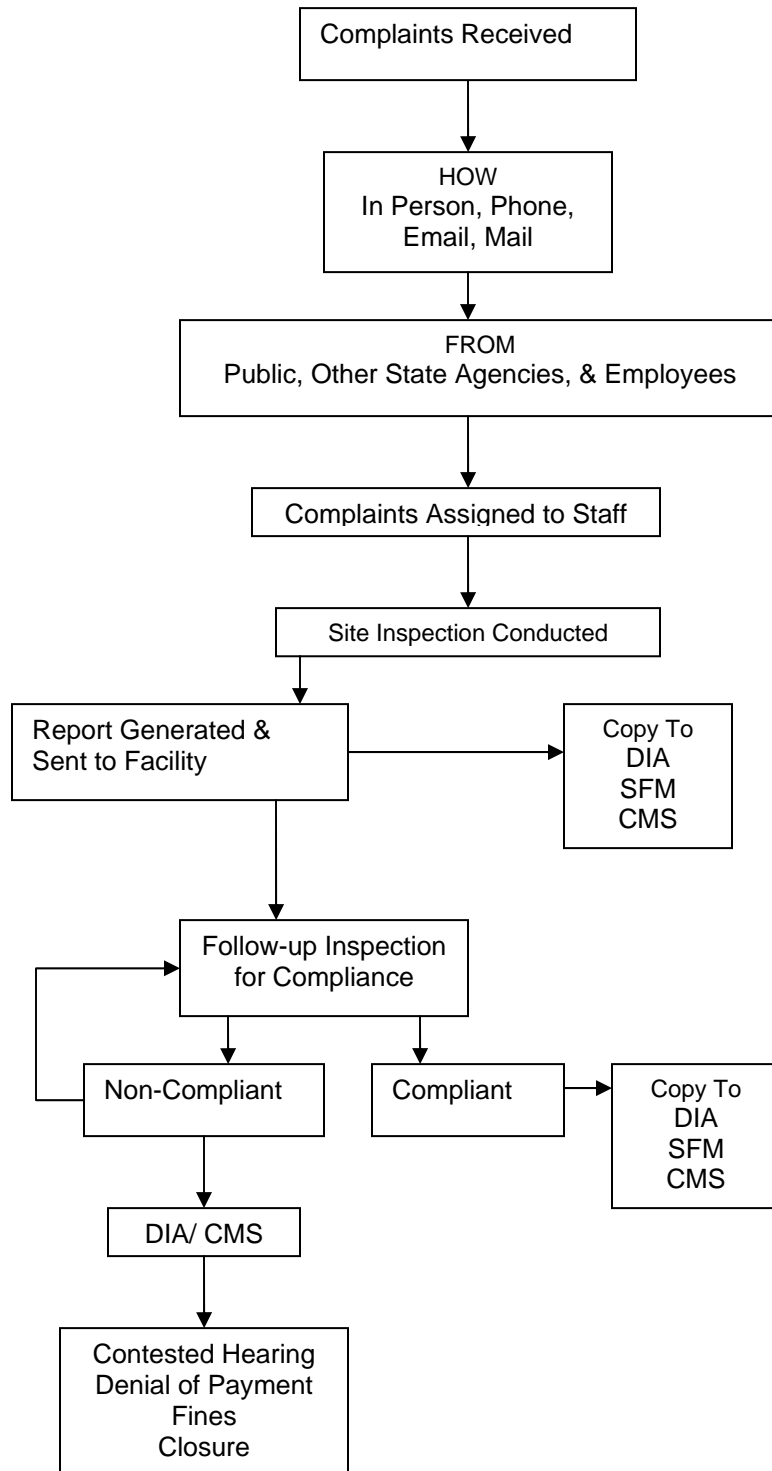 Complaints Received
HOW
In Person, Phone,
Email, Mail
FROM
Public, Other State Agencies, & Employees
Complaints Assigned to Staff
Site Inspection Conducted
Report Generated &
Sent to Facility
Copy To
DIA
SFM
CMS
Follow-up Inspection
for Compliance
Non-Compliant
Compliant
Copy To
DIA
SFM
CMS
DIA/ CMS
Contested Hearing
Denial of Payment
Fines
Closure